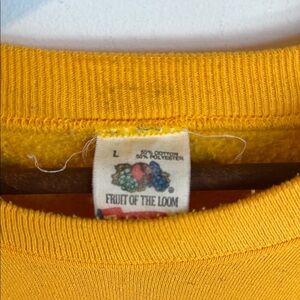 L
50% COTTON
50% POLYESTER
®
FRUIT OF THE LOOM